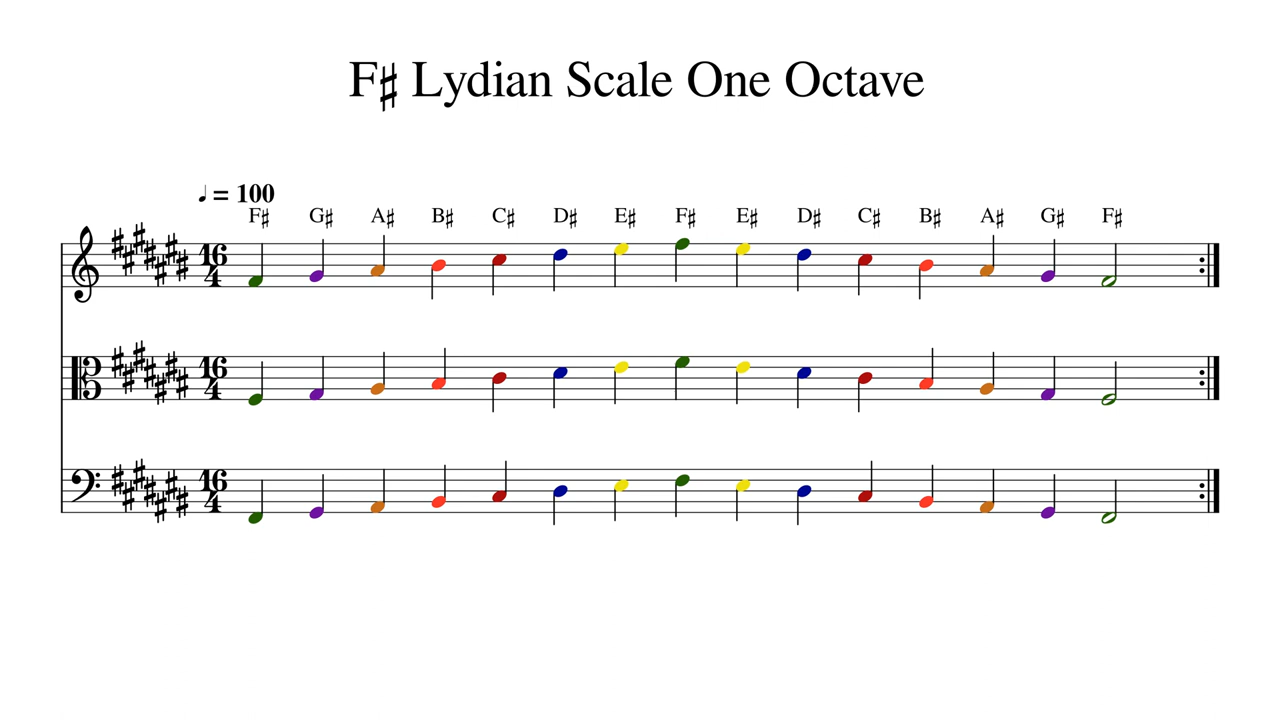 F♯ Lydian Scale One Octave
♩ = 100
F♯ G♯ A♯ B♯ C♯ D♯ E♯ F♯ E♯ D♯ C♯ B♯ A♯ G♯ F♯
16
4
16
4
16
4